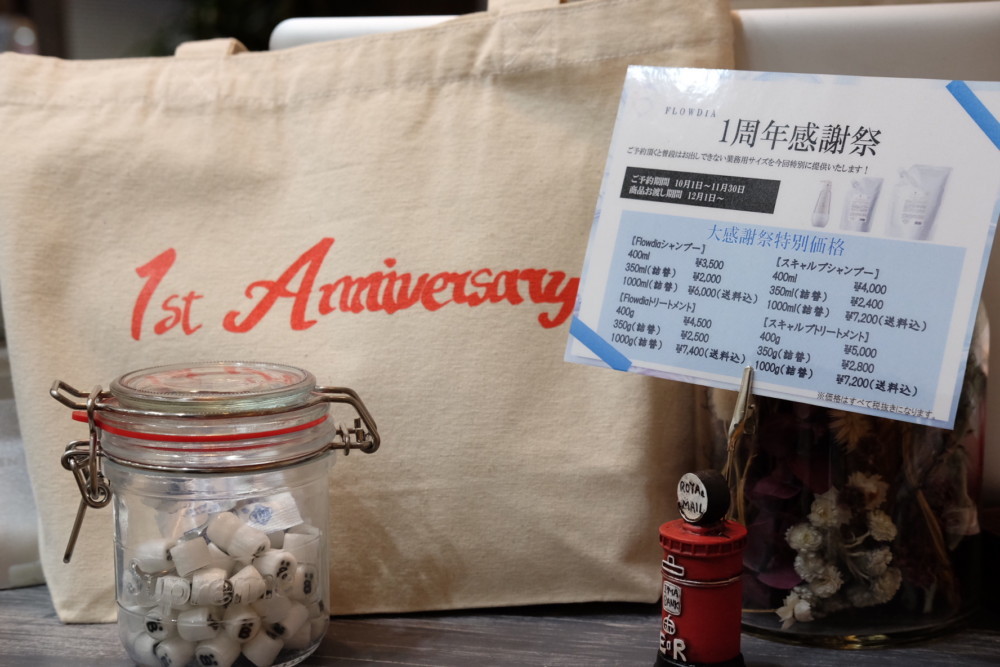 1st Anniversary
FLOWDIA
1周年感謝祭
ご予約頂くと普段はお出しできない業務用サイズを今回特別に提供いたします！
ご予約期間 10月1日～11月30日
商品お渡し期間 12月1日～
大感謝祭特別価格
【Flowdiaシャンプー】
400ml ¥3,500
350ml(詰替) ¥2,000
1000ml(詰替) ¥6,000(送料込)
【Flowdiaトリートメント】
400g ¥4,500
350g(詰替) ¥2,500
1000g(詰替) ¥7,400(送料込)
【スキャルプシャンプー】
400ml ¥4,000
350ml(詰替) ¥2,400
1000ml(詰替) ¥7,200(送料込)
【スキャルプトリートメント】
400g ¥5,000
350g(詰替) ¥2,800
1000g(詰替) ¥7,200(送料込)
※価格はすべて税抜きになります。
ROYAL
MAIL